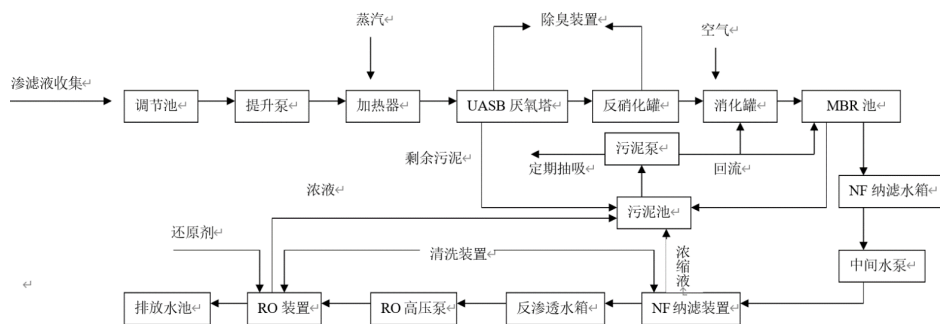 蒸汽
除臭装置
空气
渗滤液收集
调节池
提升泵
加热器
UASB 厌氧塔
反硝化罐
消化罐
MBR 池
剩余污泥
定期抽吸
污泥泵
回流
浓液
污泥池
NF 纳滤水箱
还原剂
清洗装置
浓缩液
中间水泵
排放水池
RO 装置
RO 高压泵
反渗透水箱
NF 纳滤装置